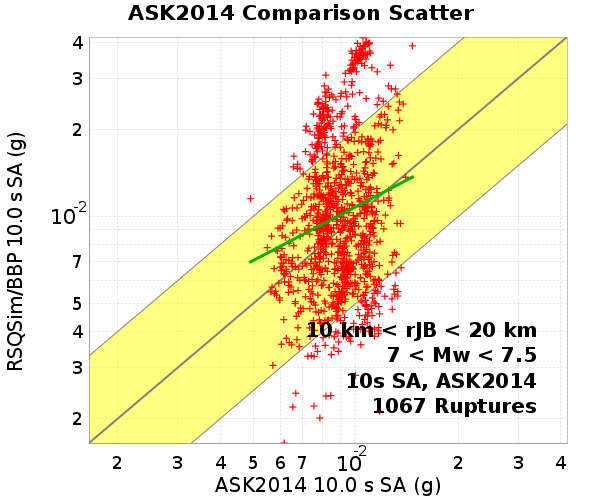 ASK2014 Comparison Scatter
4
3
2
10-2
7
5
4
3
2
RSQSim/BBP 10.0 s SA (g)
10 km < rJB < 20 km
7 < Mw < 7.5
10s SA, ASK2014
1067 Ruptures
2 3 4 5 6 7 10-2 2 3 4
ASK2014 10.0 s SA (g)